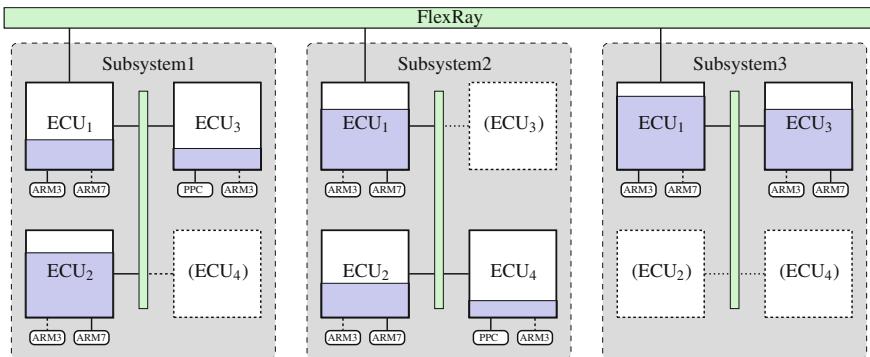 FlexRay
Subsystem1 Subsystem2 Subsystem3
ECU₁ ECU₃ ECU₁ (ECU₃) ECU₁ ECU₃
ARM3 ARM7 PPC ARM3 ARM3 ARM7 ARM3 ARM7 ARM3 ARM7
ECU₂ (ECU₄) ECU₂ ECU₄ (ECU₂) (ECU₄)
ARM3 ARM7 ARM3 ARM7 PPC ARM3